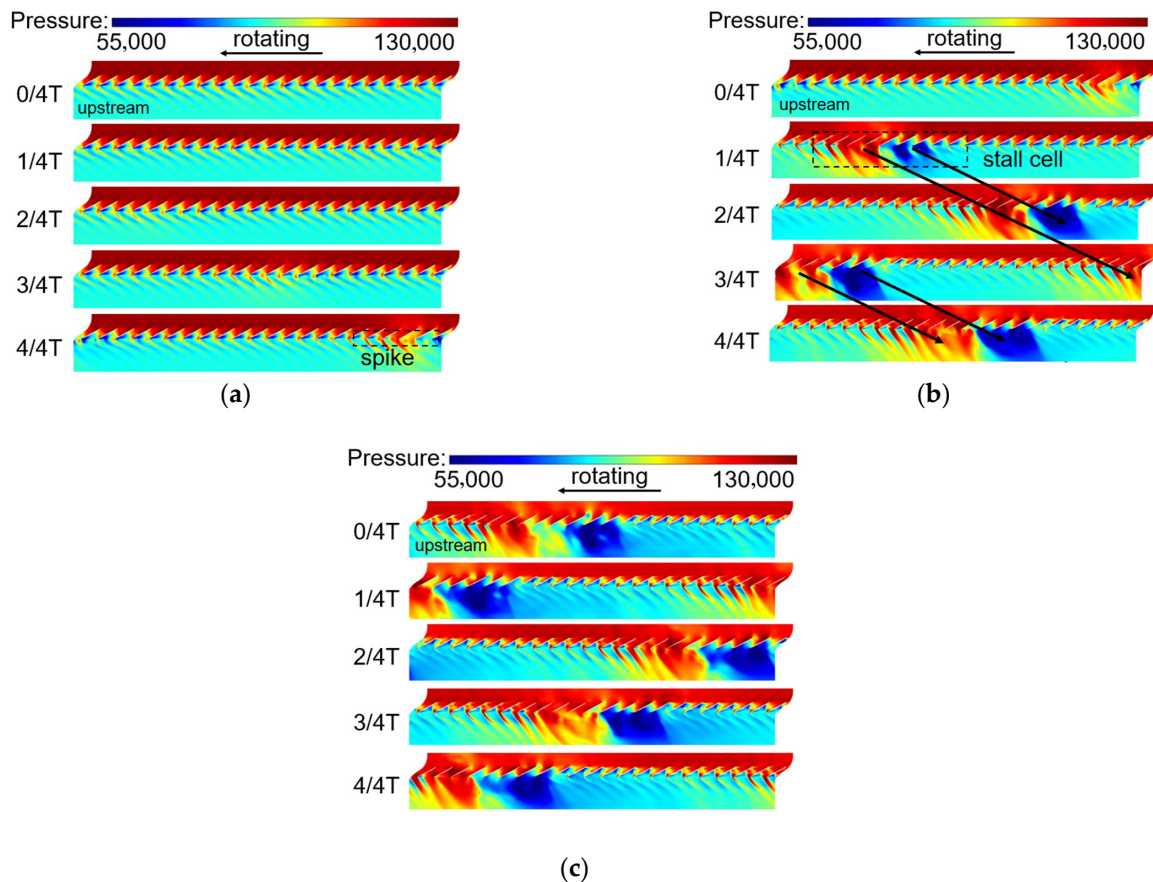 Pressure:
55,000 rotating 130,000
0/4T
upstream
1/4T
2/4T
3/4T
4/4T
spike
(a)
Pressure:
55,000 rotating 130,000
0/4T
upstream
1/4T
stall cell
2/4T
3/4T
4/4T
(b)
Pressure:
55,000 rotating 130,000
0/4T
upstream
1/4T
2/4T
3/4T
4/4T
(c)